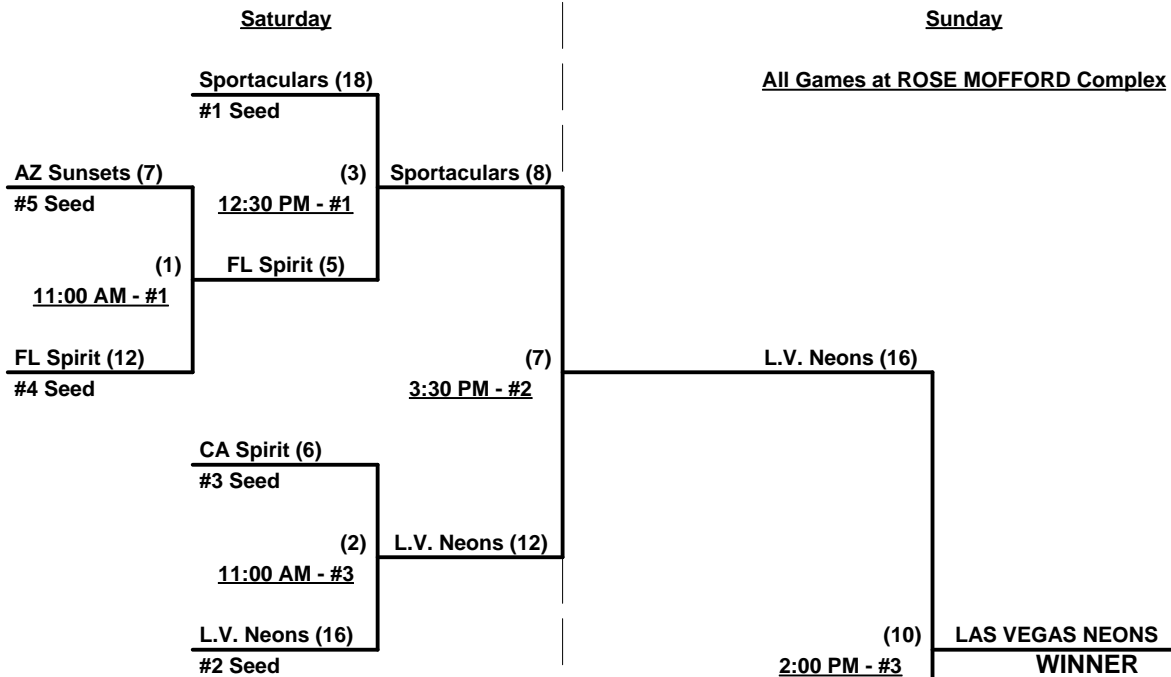 Saturday
Sunday
Sportaculars (18)
All Games at ROSE MOFFORD Complex
#1 Seed
AZ Sunsets (7)
(3)
Sportaculars (8)
#5 Seed
12:30 PM - #1
(1)
FL Spirit (5)
11:00 AM - #1
FL Spirit (12)
(7)
L.V. Neons (16)
#4 Seed
3:30 PM - #2
CA Spirit (6)
#3 Seed
(2)
L.V. Neons (12)
11:00 AM - #3
L.V. Neons (16)
(10)
LAS VEGAS NEONS
#2 Seed
2:00 PM - #3
WINNER